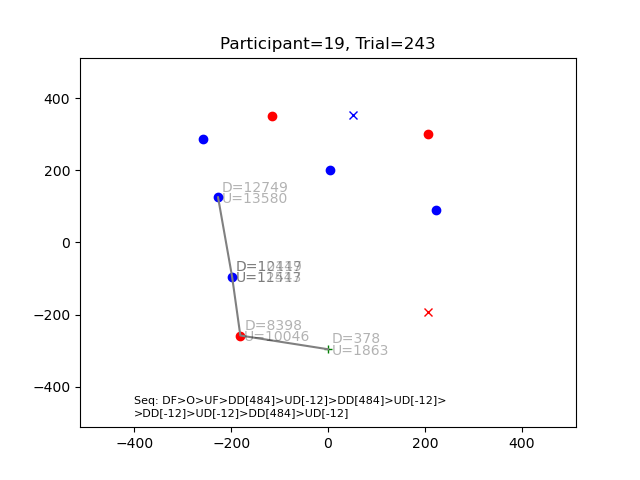 Participant=19, Trial=243
400
200
0
−200
−400
D=12749
U=13580
D=8398
U=10046
D=378
U=1863
Seq: DF>O>UF>DD[484]>UD[-12]>DD[484]>UD[-12]>
>DD[-12]>UD[-12]>DD[484]>UD[-12]
−400
−200
0
200
400